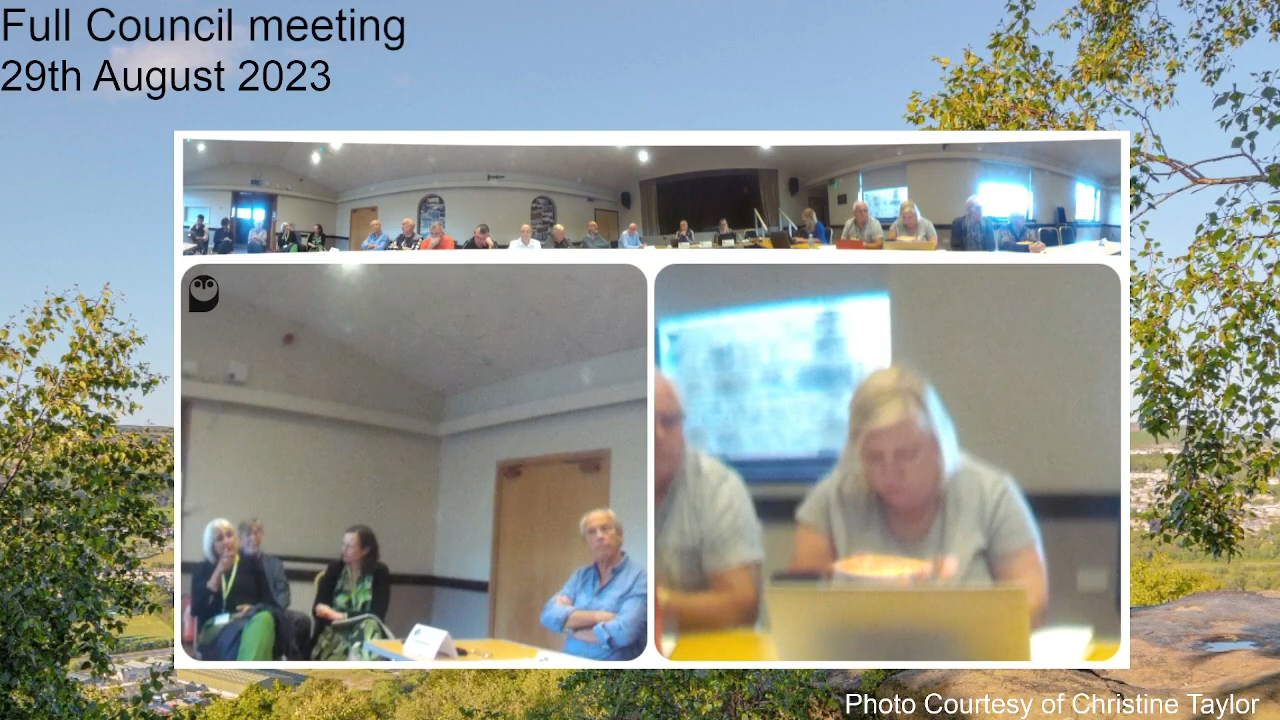 Full Council meeting
29th August 2023
Photo Courtesy of Christine Taylor